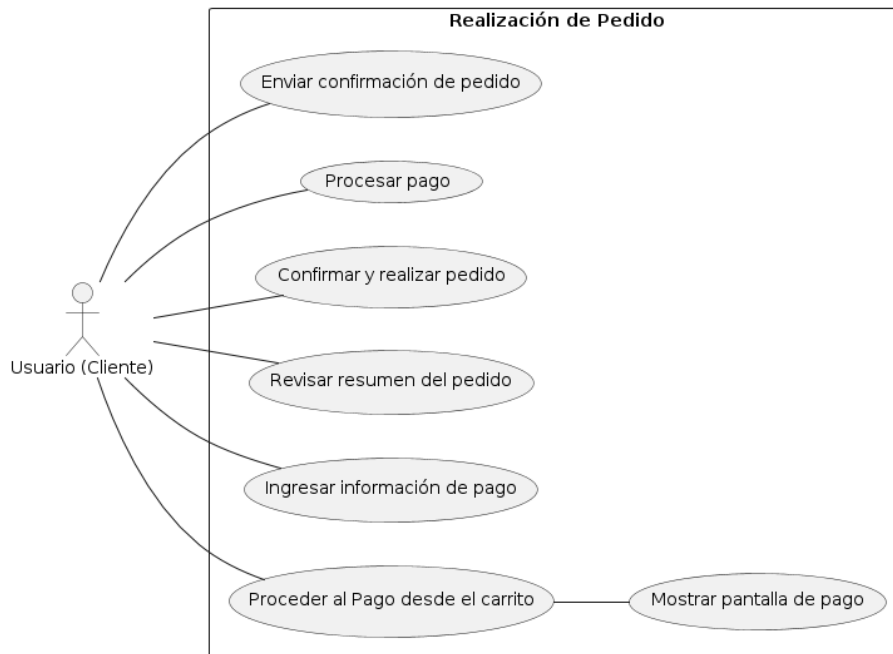 Realización de Pedido
Enviar confirmación de pedido
Procesar pago
Confirmar y realizar pedido
Usuario (Cliente)
Revisar resumen del pedido
Ingresar información de pago
Proceder al Pago desde el carrito
Mostrar pantalla de pago